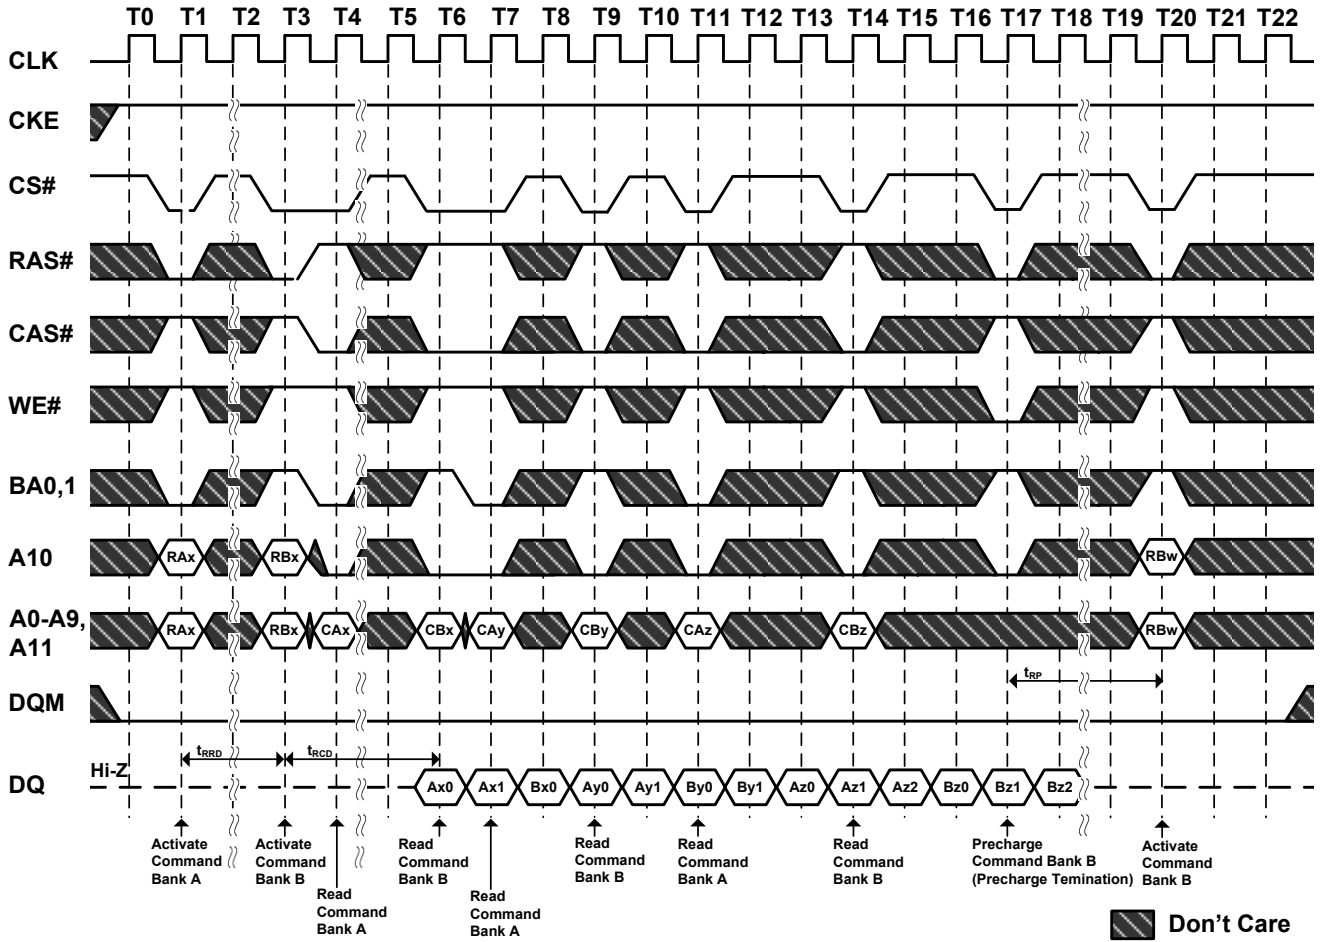 T0 T1 T2 T3 T4 T5 T6 T7 T8 T9 T10 T11 T12 T13 T14 T15 T16 T17 T18 T19 T20 T21 T22
CLK
CKE
CS#
RAS#
CAS#
WE#
BA0,1
A10
RAx RBx RBw
A0-A9,
A11
RAx RBx CAx CBx CAy CBy CAz CBz RBw
tRP
DQM
tRRD tRCD
Hi-Z
DQ
Ax0 Ax1 Bx0 Ay0 Ay1 By0 By1 Az0 Az1 Az2 Bz0 Bz1 Bz2
Activate
Command
Bank A
Activate
Command
Bank B
Read
Command
Bank A
Read
Command
Bank B
Read
Command
Bank A
Read
Command
Bank B
Read
Command
Bank A
Read
Command
Bank B
Precharge
Command Bank B
(Precharge Temination)
Activate
Command
Bank B
Don't Care